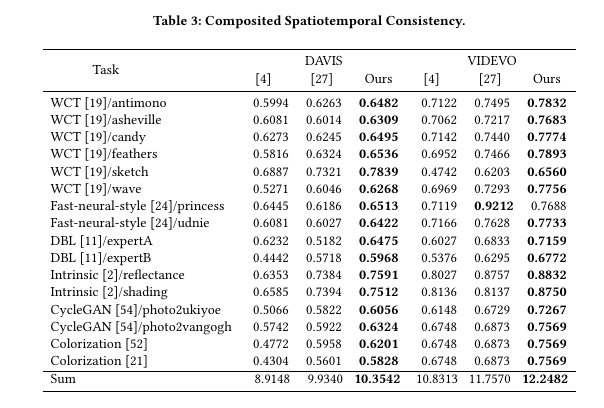 Table 3: Composited Spatiotemporal Consistency.
Task DAVIS VIDEVO
[4] [27] Ours [4] [27] Ours
WCT [19]/antimono 0.5994 0.6263 0.6482 0.7122 0.7495 0.7832
WCT [19]/asheville 0.6081 0.6014 0.6309 0.7062 0.7217 0.7683
WCT [19]/candy 0.6273 0.6245 0.6495 0.7142 0.7440 0.7774
WCT [19]/feathers 0.5816 0.6324 0.6536 0.6952 0.7466 0.7893
WCT [19]/sketch 0.6887 0.7321 0.7839 0.4742 0.6203 0.6560
WCT [19]/wave 0.5271 0.6046 0.6268 0.6969 0.7293 0.7756
Fast-neural-style [24]/princess 0.6445 0.6186 0.6513 0.7119 0.9212 0.7688
Fast-neural-style [24]/udnie 0.6081 0.6027 0.6422 0.7166 0.7628 0.7733
DBL [11]/expertA 0.6232 0.5182 0.6475 0.6027 0.6833 0.7159
DBL [11]/expertB 0.4442 0.5718 0.5968 0.5376 0.6295 0.6772
Intrinsic [2]/reflectance 0.6353 0.7384 0.7591 0.8027 0.8757 0.8832
Intrinsic [2]/shading 0.6585 0.7394 0.7512 0.8136 0.8137 0.8750
CycleGAN [54]/photo2ukiyoe 0.5066 0.5822 0.6056 0.6148 0.6729 0.7267
CycleGAN [54]/photo2vangogh 0.5742 0.5922 0.6324 0.6748 0.6873 0.7569
Colorization [52] 0.4772 0.5958 0.6201 0.6748 0.6873 0.7569
Colorization [21] 0.4304 0.5601 0.5828 0.6748 0.6873 0.7569
Sum 8.9148 9.9340 10.3542 10.8313 11.7570 12.2482